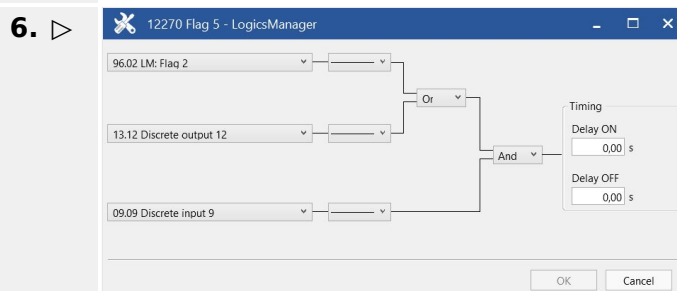 6. ▷
12270 Flag 5 - LogicsManager
96.02 LM: Flag 2
Or
Timing
Delay ON
13.12 Discrete output 12
0,00 s
And
Delay OFF
0,00 s
09.09 Discrete input 9
OK Cancel